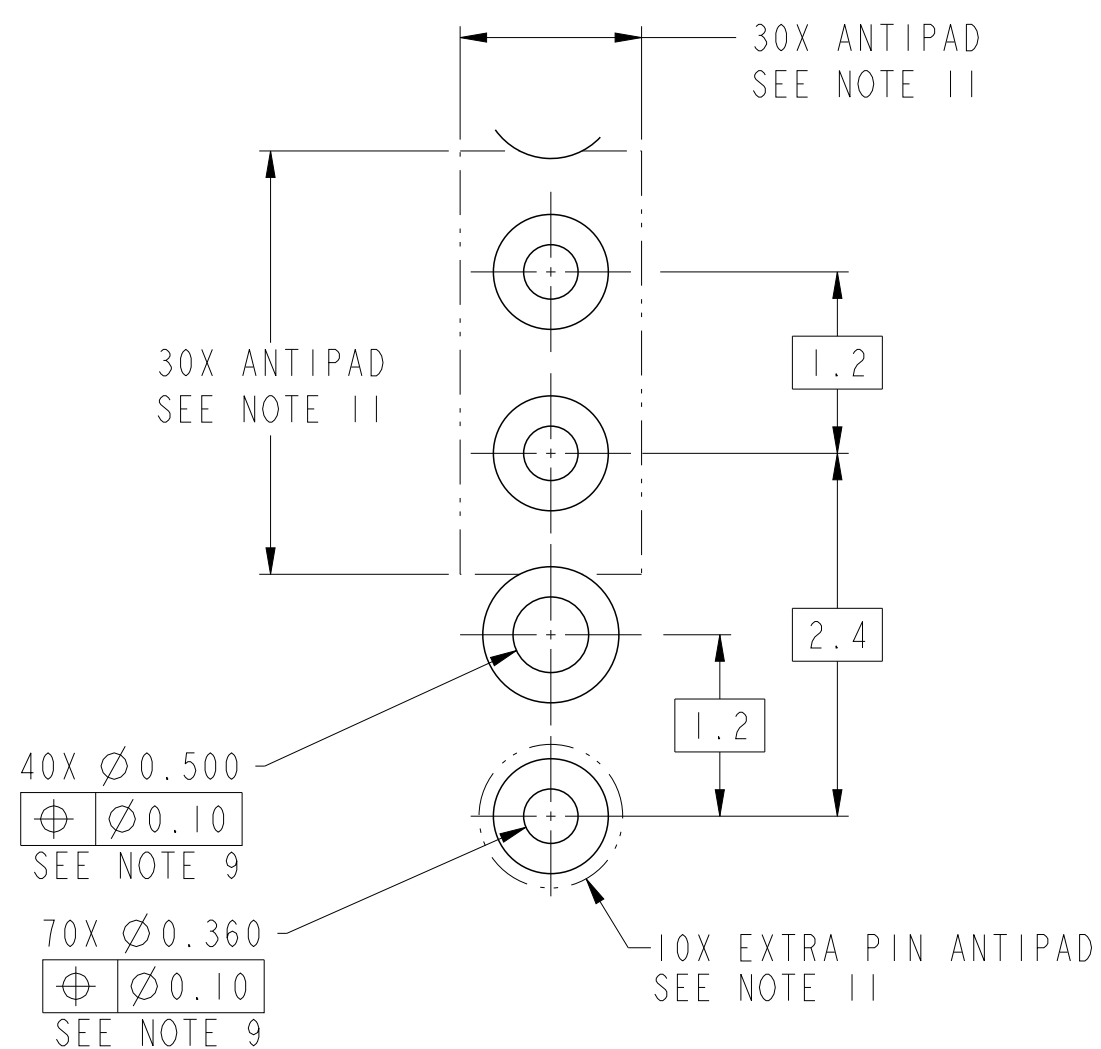 30X ANTIPAD
SEE NOTE 11
30X ANTIPAD
SEE NOTE 11
1.2
2.4
1.2
40X Ø0.500
⌖ Ø0.10
SEE NOTE 9
70X Ø0.360
⌖ Ø0.10
SEE NOTE 9
10X EXTRA PIN ANTIPAD
SEE NOTE 11